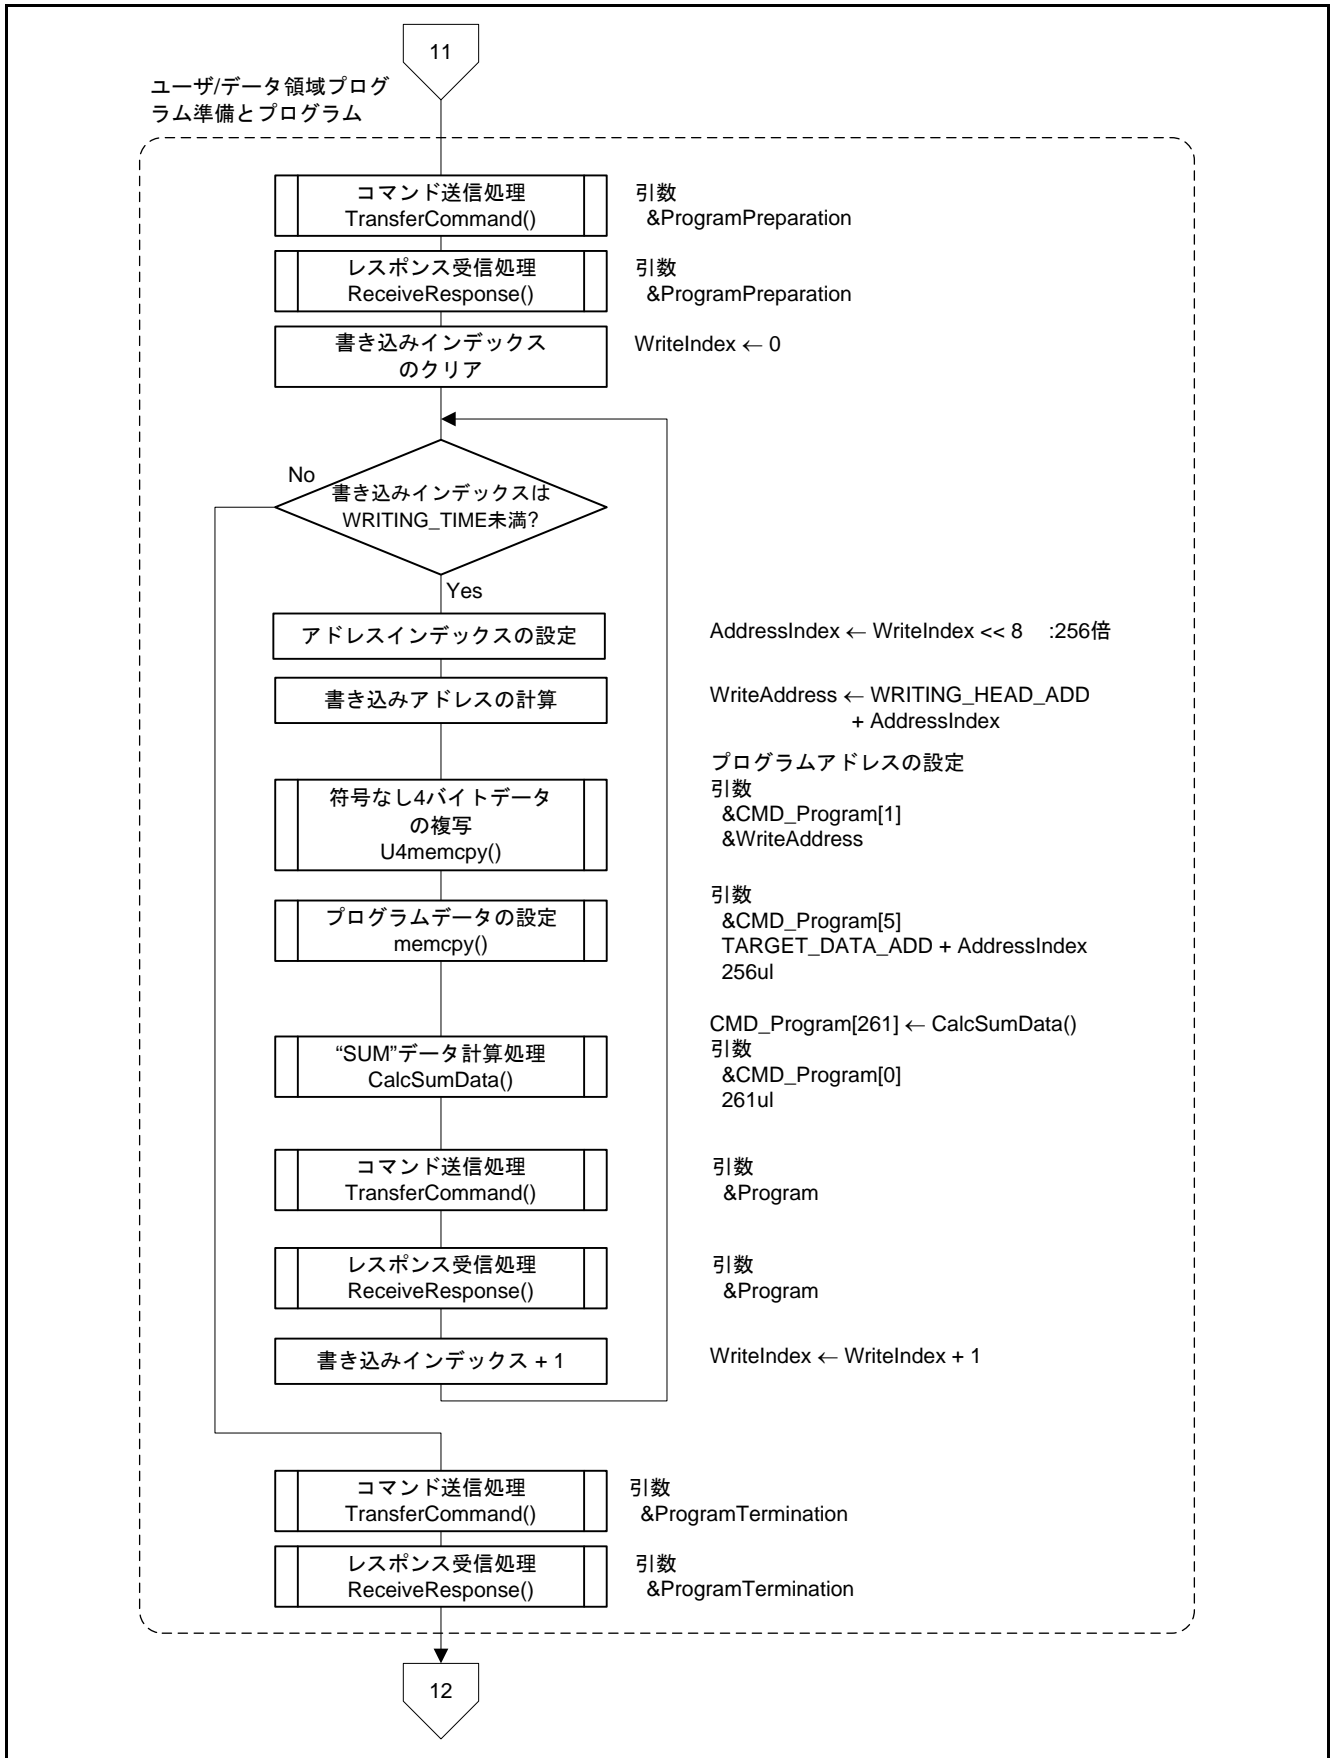 11
ユーザ/データ領域プログ
ラム準備とプログラム
コマンド送信処理
TransferCommand()
引数
&ProgramPreparation
レスポンス受信処理
ReceiveResponse()
引数
&ProgramPreparation
書き込みインデックス
のクリア
WriteIndex ← 0
No
書き込みインデックスは
WRITING_TIME未満?
Yes
アドレスインデックスの設定
AddressIndex ← WriteIndex << 8 :256倍
書き込みアドレスの計算
WriteAddress ← WRITING_HEAD_ADD
+ AddressIndex
符号なし4バイトデータ
の複写
U4memcpy()
プログラムアドレスの設定
引数
&CMD_Program[1]
&WriteAddress
プログラムデータの設定
memcpy()
引数
&CMD_Program[5]
TARGET_DATA_ADD + AddressIndex
256ul
“SUM”データ計算処理
CalcSumData()
CMD_Program[261] ← CalcSumData()
引数
&CMD_Program[0]
261ul
コマンド送信処理
TransferCommand()
引数
&Program
レスポンス受信処理
ReceiveResponse()
引数
&Program
書き込みインデックス + 1
WriteIndex ← WriteIndex + 1
コマンド送信処理
TransferCommand()
引数
&ProgramTermination
レスポンス受信処理
ReceiveResponse()
引数
&ProgramTermination
12